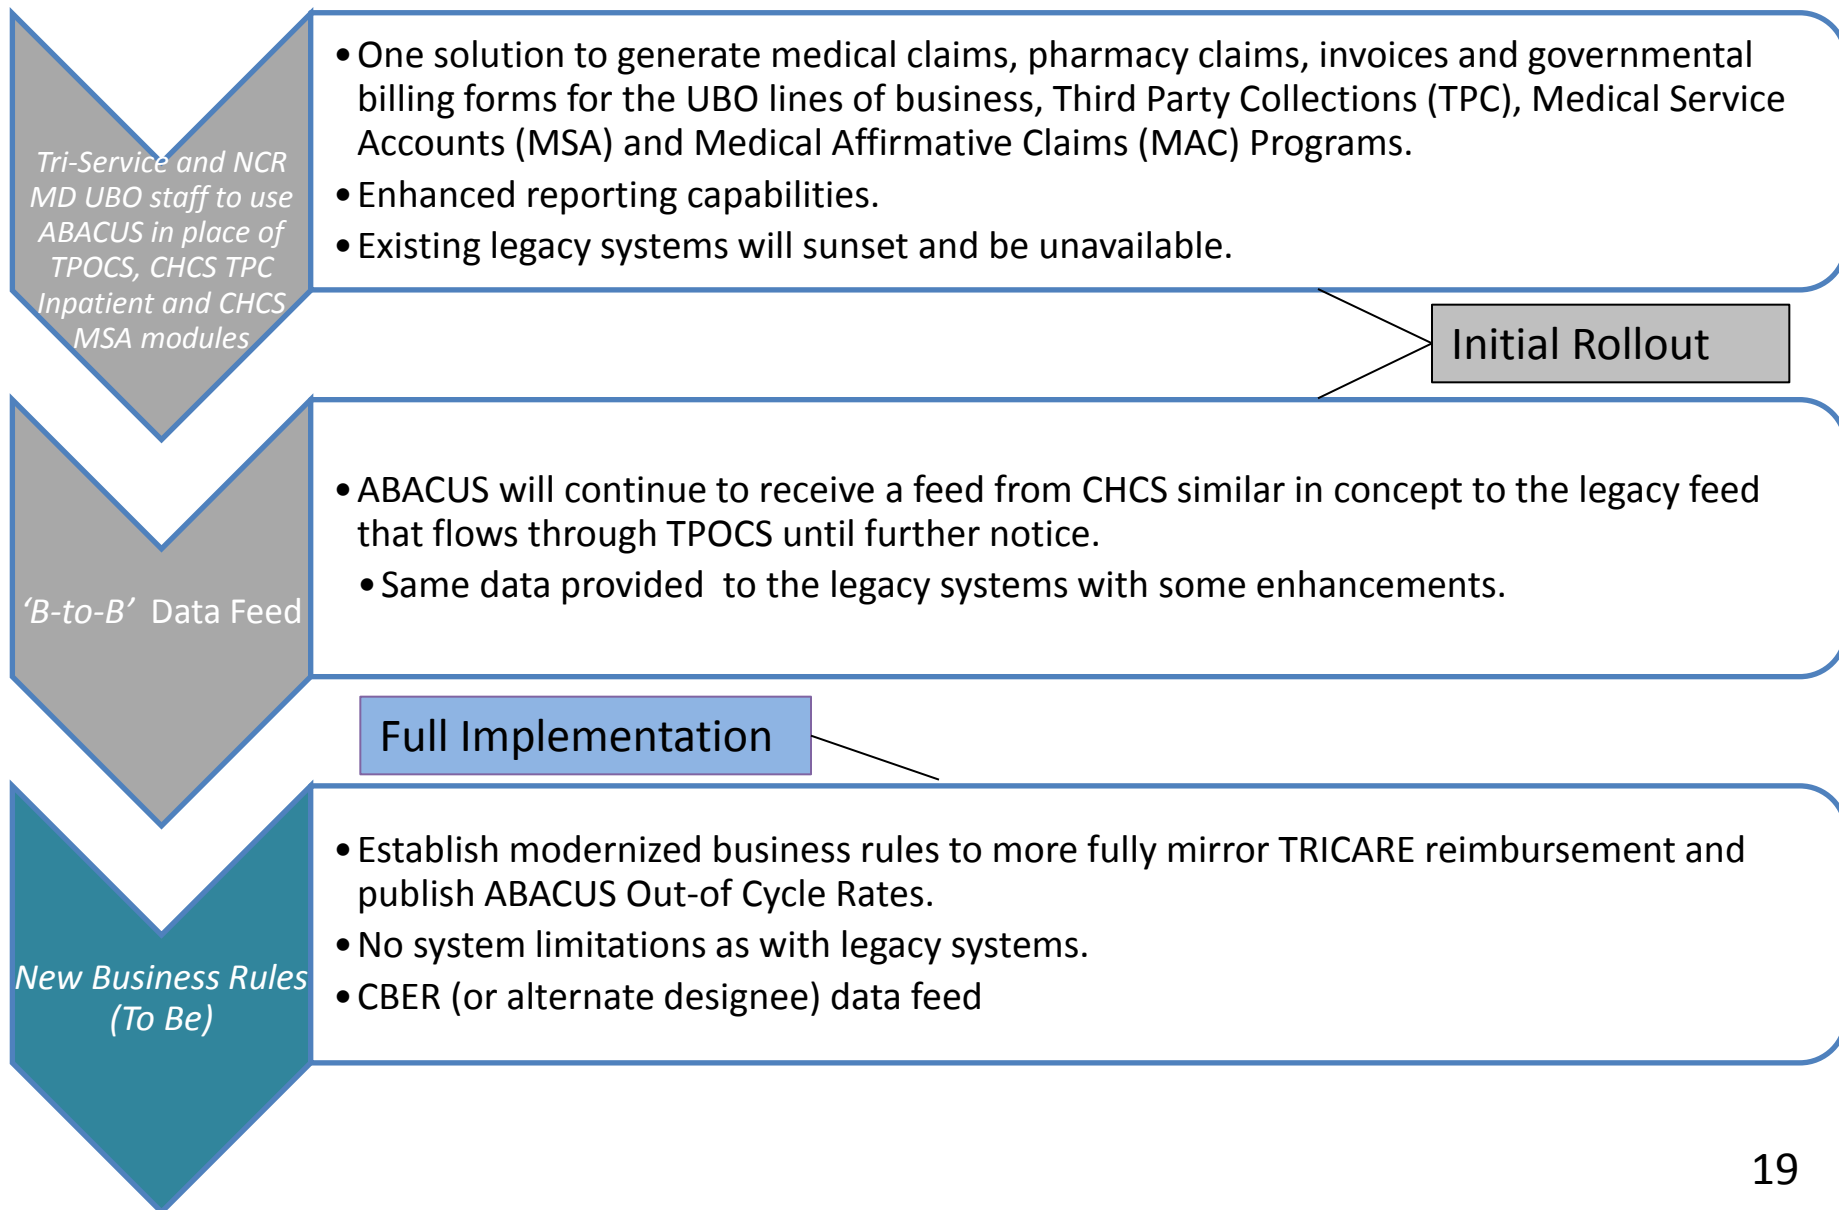 Tri-Service and NCR
MD UBO staff to use
ABACUS in place of
TPOCS, CHCS TPC
Inpatient and CHCS
MSA modules
•One solution to generate medical claims, pharmacy claims, invoices and governmental
billing forms for the UBO lines of business, Third Party Collections (TPC), Medical Service
Accounts (MSA) and Medical Affirmative Claims (MAC) Programs.
•Enhanced reporting capabilities.
•Existing legacy systems will sunset and be unavailable.
Initial Rollout
‘B-to-B’ Data Feed
•ABACUS will continue to receive a feed from CHCS similar in concept to the legacy feed
that flows through TPOCS until further notice.
•Same data provided  to the legacy systems with some enhancements.
Full Implementation
New Business Rules
(To Be)
•Establish modernized business rules to more fully mirror TRICARE reimbursement and
publish ABACUS Out-of Cycle Rates.
•No system limitations as with legacy systems.
•CBER (or alternate designee) data feed
19